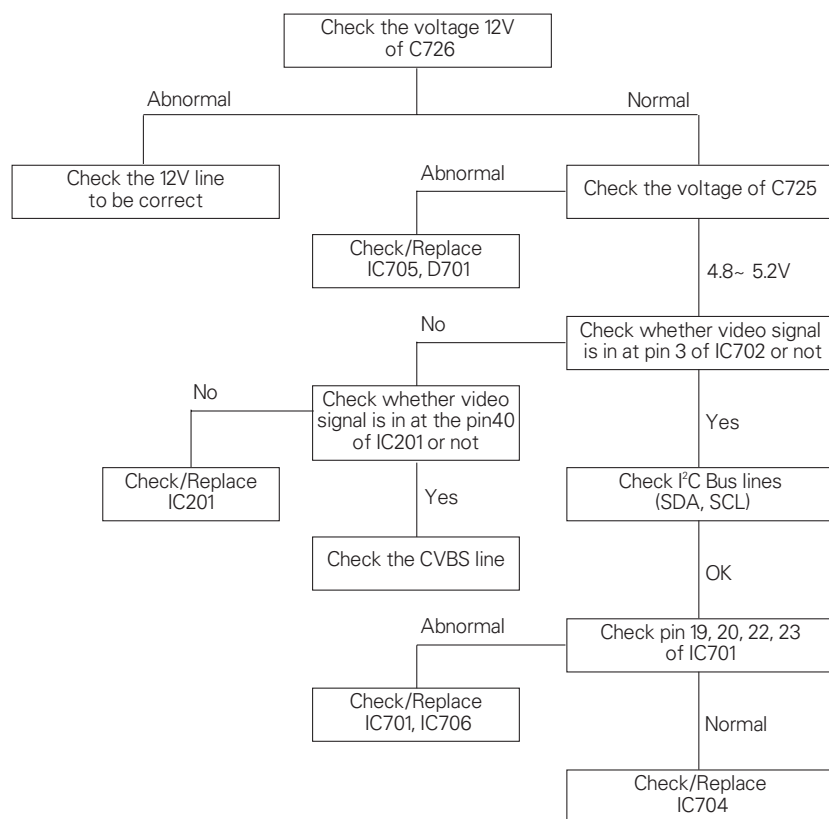 Check the voltage 12V
of C726
Abnormal
Normal
Check the 12V line
to be correct
Abnormal
Check the voltage of C725
Check/Replace
IC705, D701
4.8~ 5.2V
No
Check whether video signal
is in at pin 3 of IC702 or not
No
Check whether video
signal is in at the pin40
of IC201 or not
Yes
Check/Replace
IC201
Yes
Check I²C Bus lines
(SDA, SCL)
Check the CVBS line
OK
Abnormal
Check pin 19, 20, 22, 23
of IC701
Check/Replace
IC701, IC706
Normal
Check/Replace
IC704